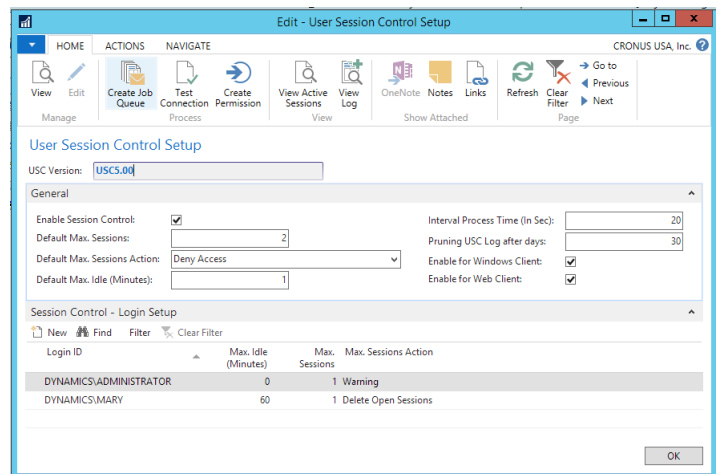 Edit - User Session Control Setup
HOME ACTIONS NAVIGATE CRONUS USA, Inc.
View Edit Create Job Queue Test Connection Create Permission View Active Sessions View Log OneNote Notes Links Refresh Clear Filter Go to Previous Next
Manage Process View Show Attached Page
User Session Control Setup
USC Version: USC5.00
General
Enable Session Control: Interval Process Time (In Sec): 20
Default Max. Sessions: 2 Pruning USC Log after days: 30
Default Max. Sessions Action: Deny Access Enable for Windows Client:
Default Max. Idle (Minutes): 1 Enable for Web Client:
Session Control - Login Setup
New Find Filter Clear Filter
Login ID Max. Idle (Minutes) Max. Sessions Max. Sessions Action
DYNAMICS\ADMINISTRATOR 0 1 Warning
DYNAMICS\MARY 60 1 Delete Open Sessions
OK